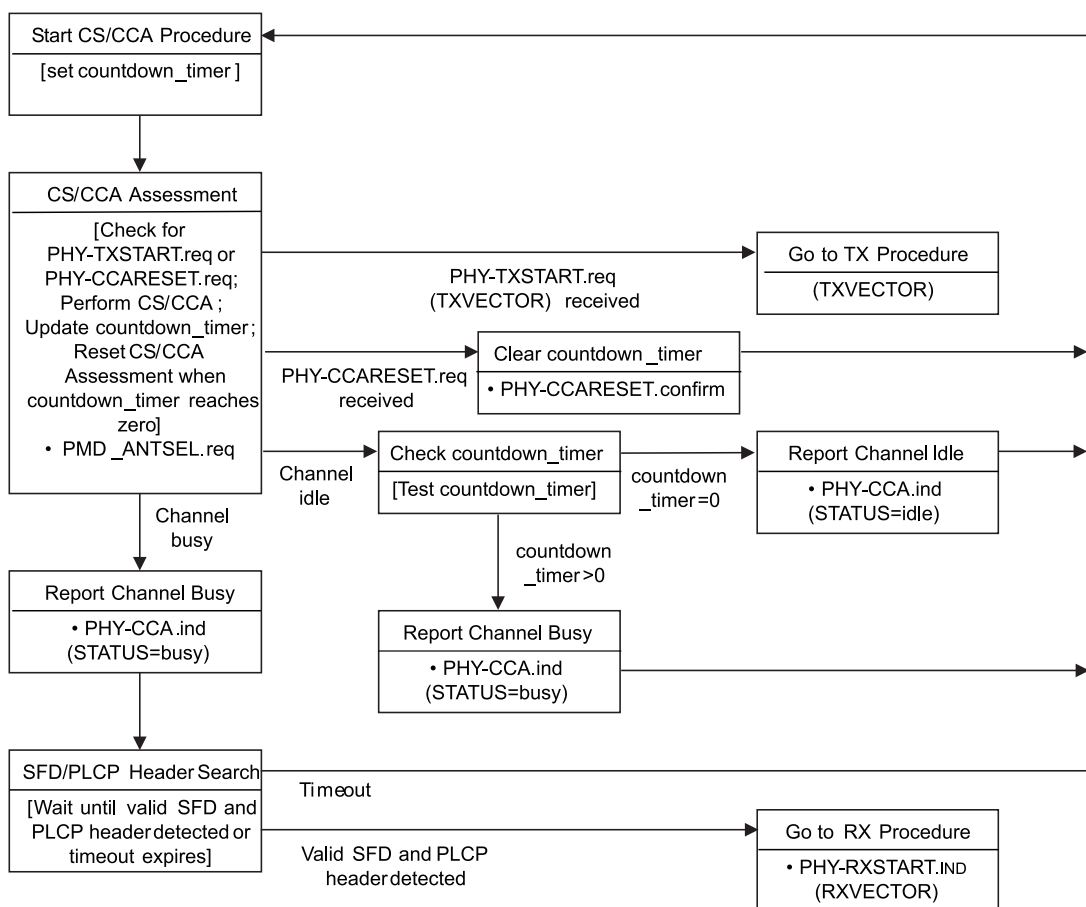 Start CS/CCA Procedure
[set countdown_timer ]
CS/CCA Assessment
[Check for
PHY-TXSTART.req or
PHY-CCARESET.req;
Perform CS/CCA ;
Update countdown_timer;
Reset CS/CCA
Assessment when
countdown_timer reaches
zero]
• PMD _ANTSEL.req
PHY-TXSTART.req
(TXVECTOR) received
Go to TX Procedure
(TXVECTOR)
PHY-CCARESET.req
received
Clear countdown _timer
• PHY-CCARESET.confirm
Channel
idle
Check countdown_timer
[Test countdown_timer]
countdown
_timer=0
Report Channel Idle
• PHY-CCA.ind
(STATUS=idle)
Channel
busy
countdown
_timer>0
Report Channel Busy
• PHY-CCA.ind
(STATUS=busy)
Report Channel Busy
• PHY-CCA.ind
(STATUS=busy)
SFD/PLCP Header Search
[Wait until valid SFD and
PLCP header detected or
timeout expires]
Timeout
Valid SFD and PLCP
header detected
Go to RX Procedure
• PHY-RXSTART.IND
(RXVECTOR)